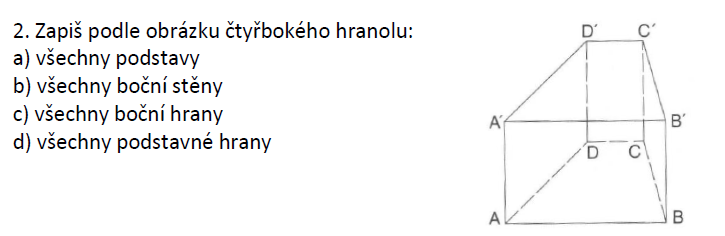 2. Zapiš podle obrázku čtyřbokého hranolu:
a) všechny podstavy
b) všechny boční stěny
c) všechny boční hrany
d) všechny podstavné hrany
D´ C´
A´ B´
D C
A B